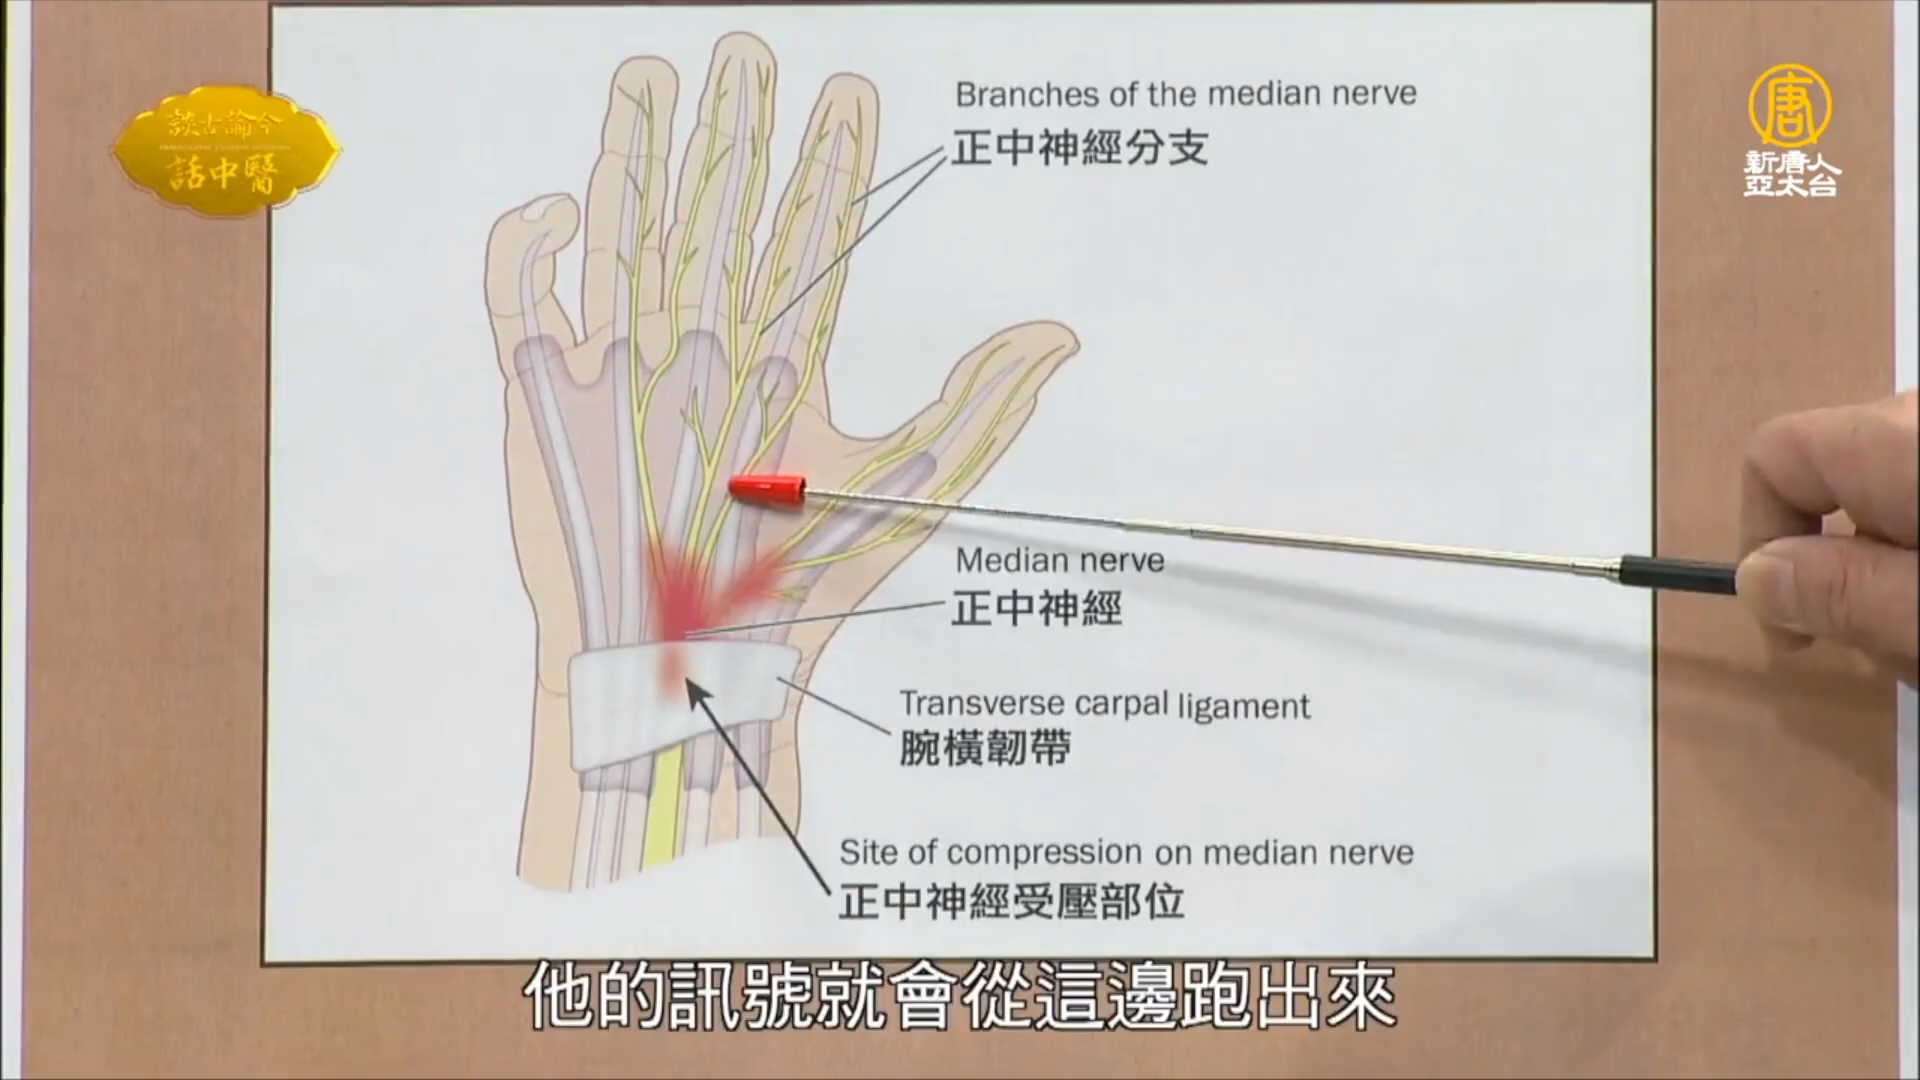 談古論今
話中醫
新唐人
亞太台
Branches of the median nerve
正中神經分支
Median nerve
正中神經
Transverse carpal ligament
腕橫韌帶
Site of compression on median nerve
正中神經受壓部位
他的訊號就會從這邊跑出來